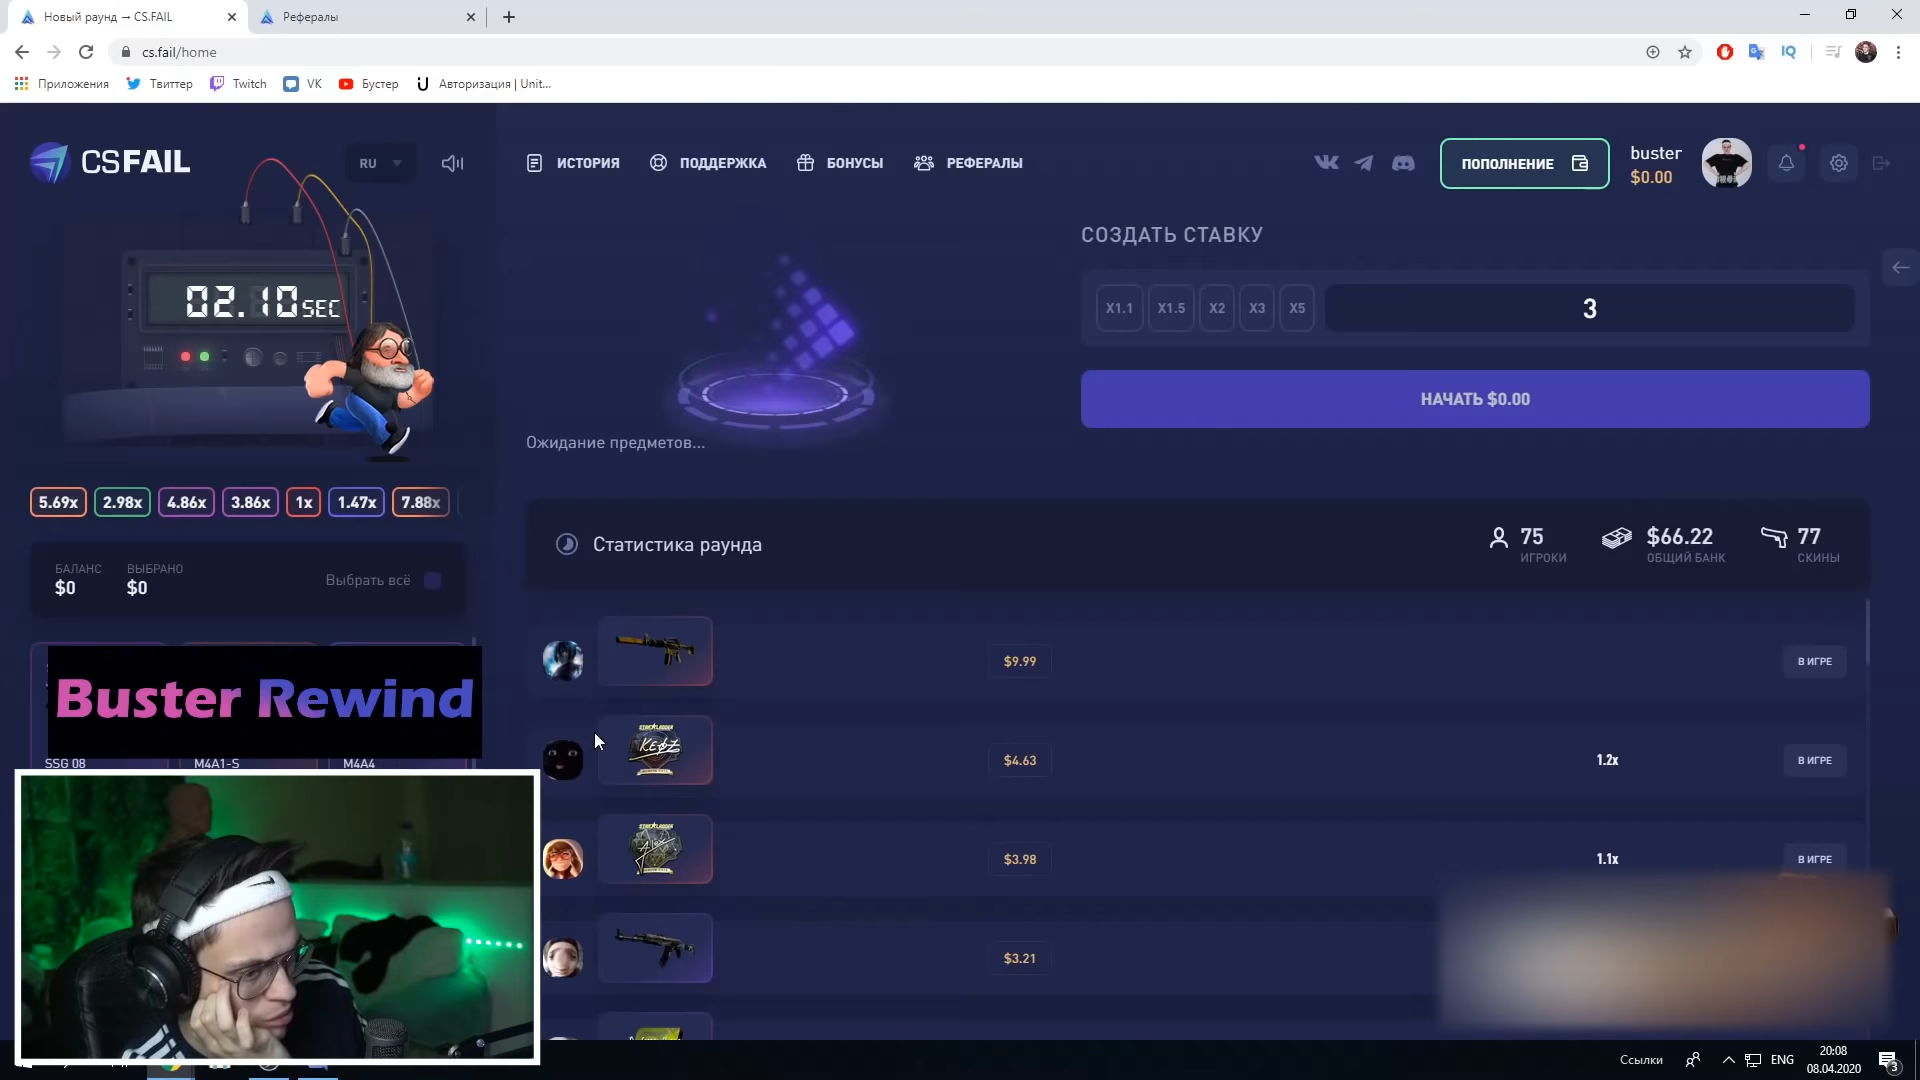 Новый раунд → CS.FAIL
Рефералы
cs.fail/home
Приложения
Твиттер
Twitch
VK
Бустер
Авторизация | Unit...
CSFAIL
RU
ИСТОРИЯ
ПОДДЕРЖКА
БОНУСЫ
РЕФЕРАЛЫ
ПОПОЛНЕНИЕ
buster
$0.00
02.10SEC
СОЗДАТЬ СТАВКУ
X1.1
X1.5
X2
X3
X5
3
НАЧАТЬ $0.00
Ожидание предметов...
5.69x
2.98x
4.86x
3.86x
1x
1.47x
7.88x
Статистика раунда
75
ИГРОКИ
$66.22
ОБЩИЙ БАНК
77
СКИНЫ
БАЛАНС
$0
ВЫБРАНО
$0
Выбрать всё
$9.99
В ИГРЕ
Buster Rewind
SSG 08
M4A1-S
M4A4
$4.63
1.2x
В ИГРЕ
$3.98
1.1x
В ИГРЕ
$3.21
Ссылки
ENG
20:08
08.04.2020
3